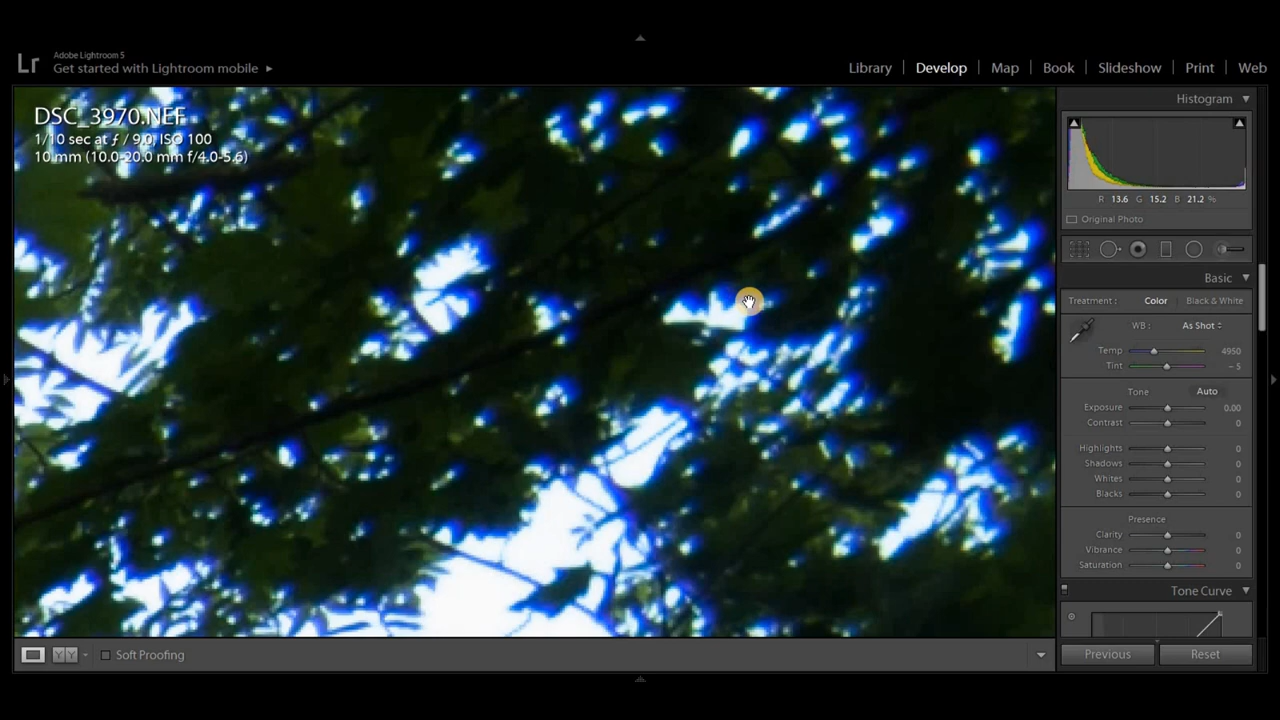 Lr
Adobe Lightroom 5
Get started with Lightroom mobile ▸
Library | Develop | Map | Book | Slideshow | Print | Web
DSC_3970.NEF
1/10 sec at ƒ / 9.0, ISO 100
10 mm (10.0-20.0 mm f/4.0-5.6)
Histogram
R 13.6 G 15.2 B 21.2 %
Original Photo
Basic
Treatment : Color Black & White
WB : As Shot
Temp 4950
Tint – 5
Tone Auto
Exposure 0.00
Contrast 0
Highlights 0
Shadows 0
Whites 0
Blacks 0
Presence
Clarity 0
Vibrance 0
Saturation 0
Tone Curve
Y Y Soft Proofing
Previous Reset